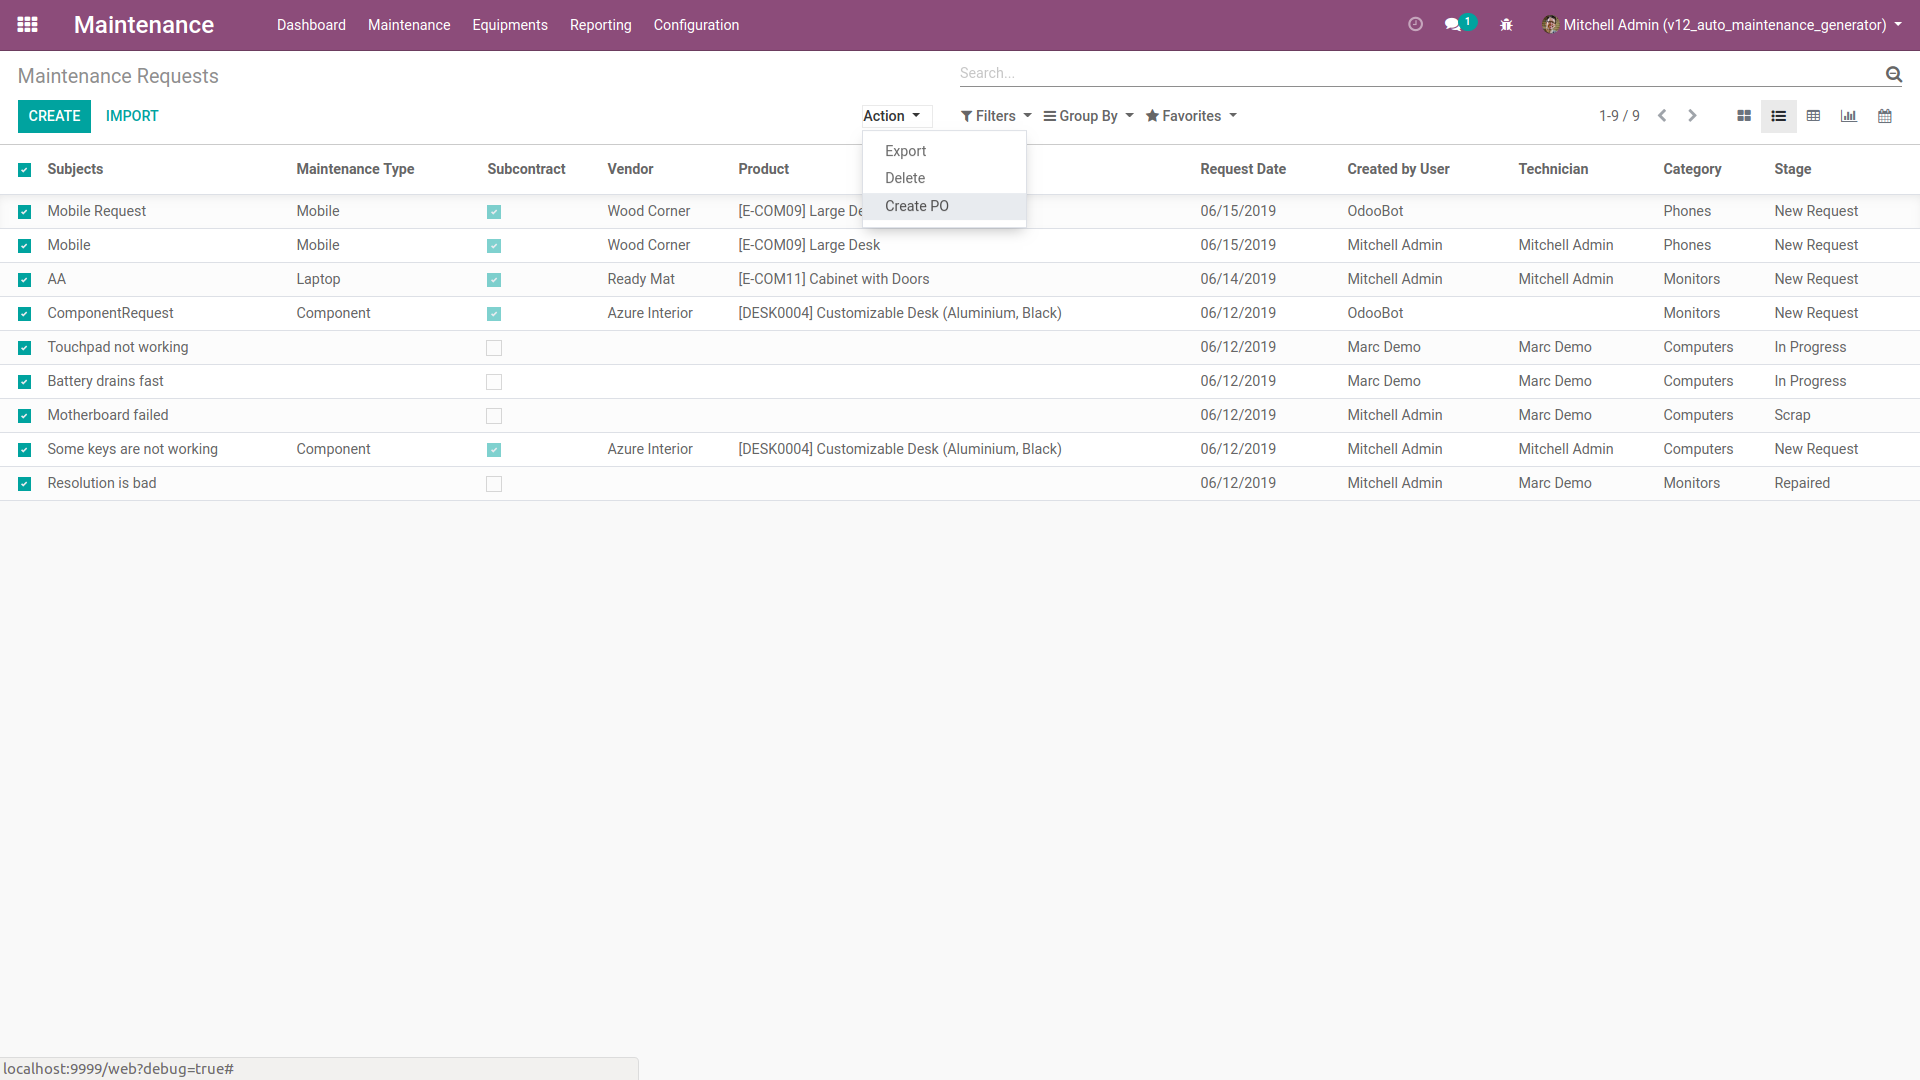 Maintenance Dashboard Maintenance Equipments Reporting Configuration 1 Mitchell Admin (v12_auto_maintenance_generator)
Maintenance Requests Search...
CREATE IMPORT Action Filters Group By Favorites 1-9 / 9
Export
Delete
Create PO
Subjects Maintenance Type Subcontract Vendor Product Request Date Created by User Technician Category Stage
Mobile Request Mobile Wood Corner [E-COM09] Large 06/15/2019 OdooBot Phones New Request
Mobile Mobile Wood Corner [E-COM09] Large Desk 06/15/2019 Mitchell Admin Mitchell Admin Phones New Request
AA Laptop Ready Mat [E-COM11] Cabinet with Doors 06/14/2019 Mitchell Admin Mitchell Admin Monitors New Request
ComponentRequest Component Azure Interior [DESK0004] Customizable Desk (Aluminium, Black) 06/12/2019 OdooBot Monitors New Request
Touchpad not working 06/12/2019 Marc Demo Marc Demo Computers In Progress
Battery drains fast 06/12/2019 Marc Demo Marc Demo Computers In Progress
Motherboard failed 06/12/2019 Mitchell Admin Marc Demo Computers Scrap
Some keys are not working Component Azure Interior [DESK0004] Customizable Desk (Aluminium, Black) 06/12/2019 Mitchell Admin Mitchell Admin Computers New Request
Resolution is bad 06/12/2019 Mitchell Admin Marc Demo Monitors Repaired
localhost:9999/web?debug=true#